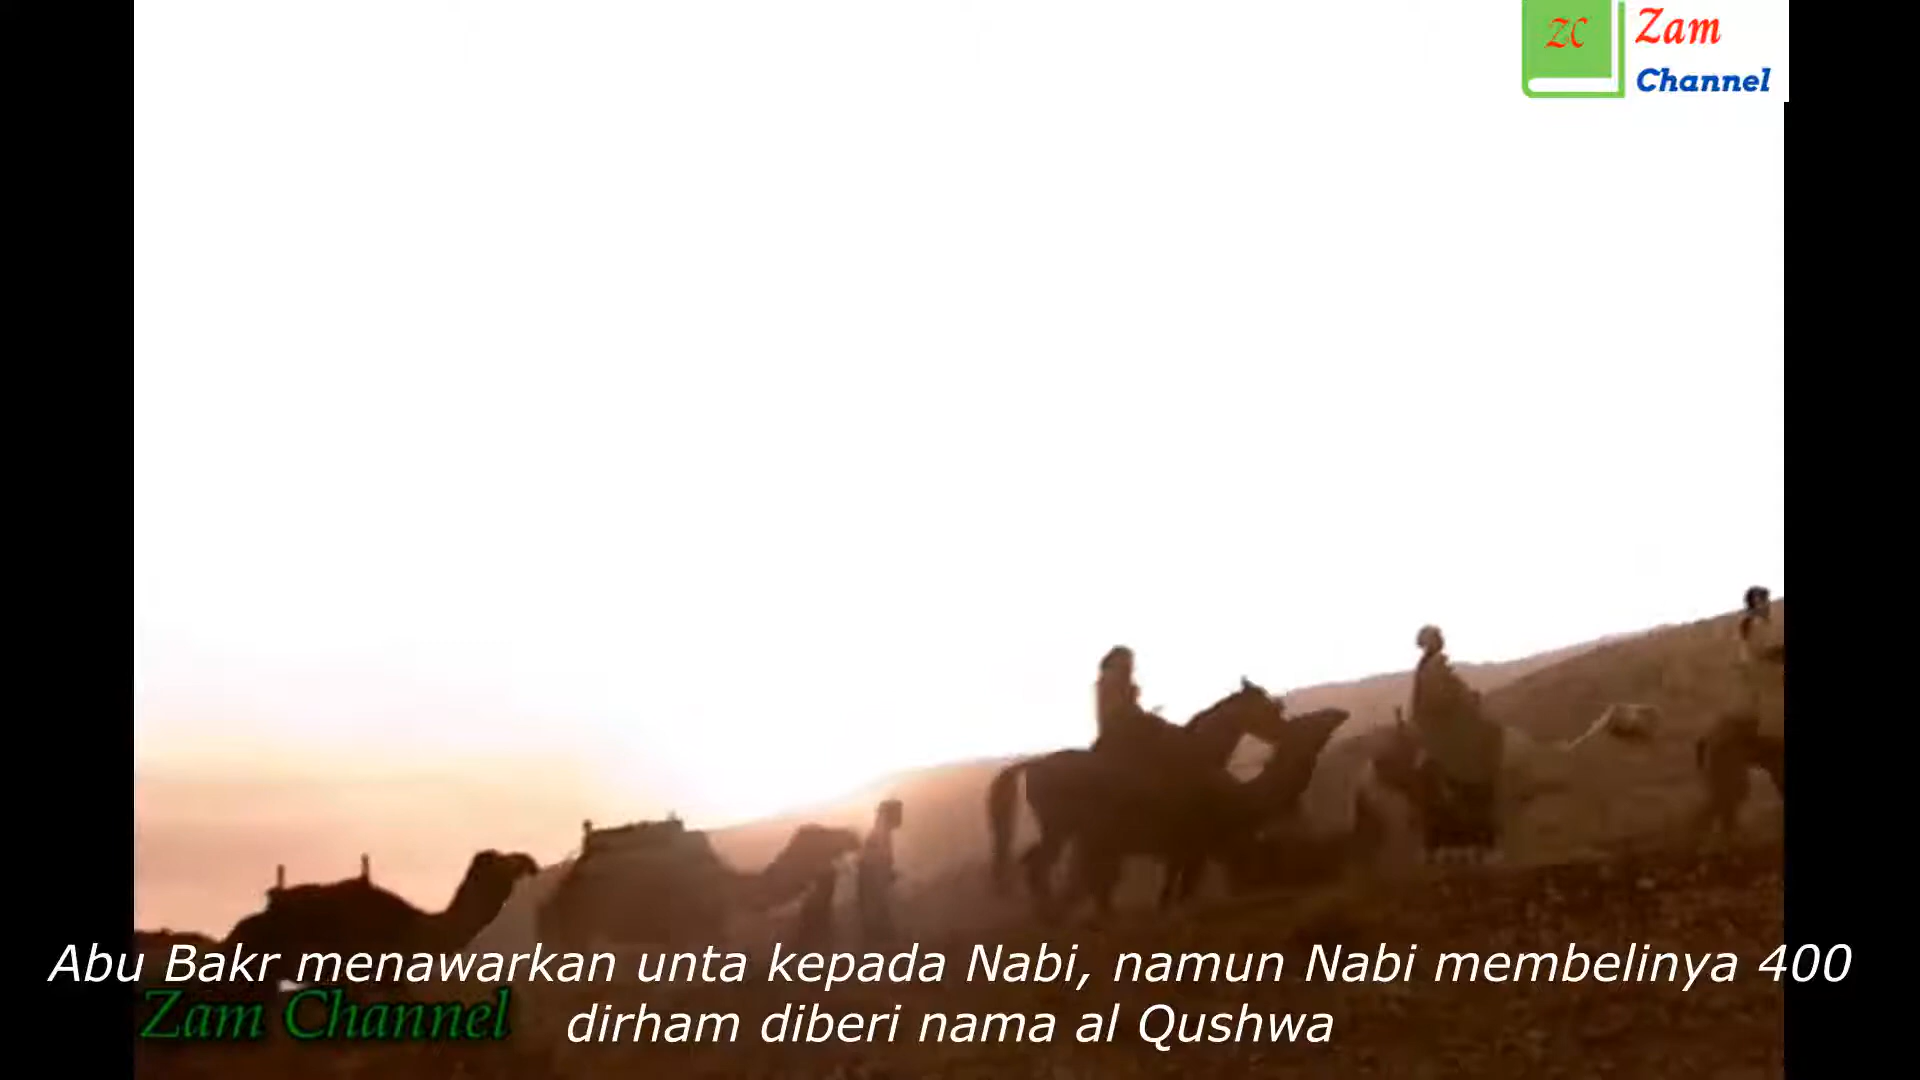 ZC
Zam
Channel
Abu Bakr menawarkan unta kepada Nabi, namun Nabi membelinya 400
dirham diberi nama al Qushwa
Zam Channel